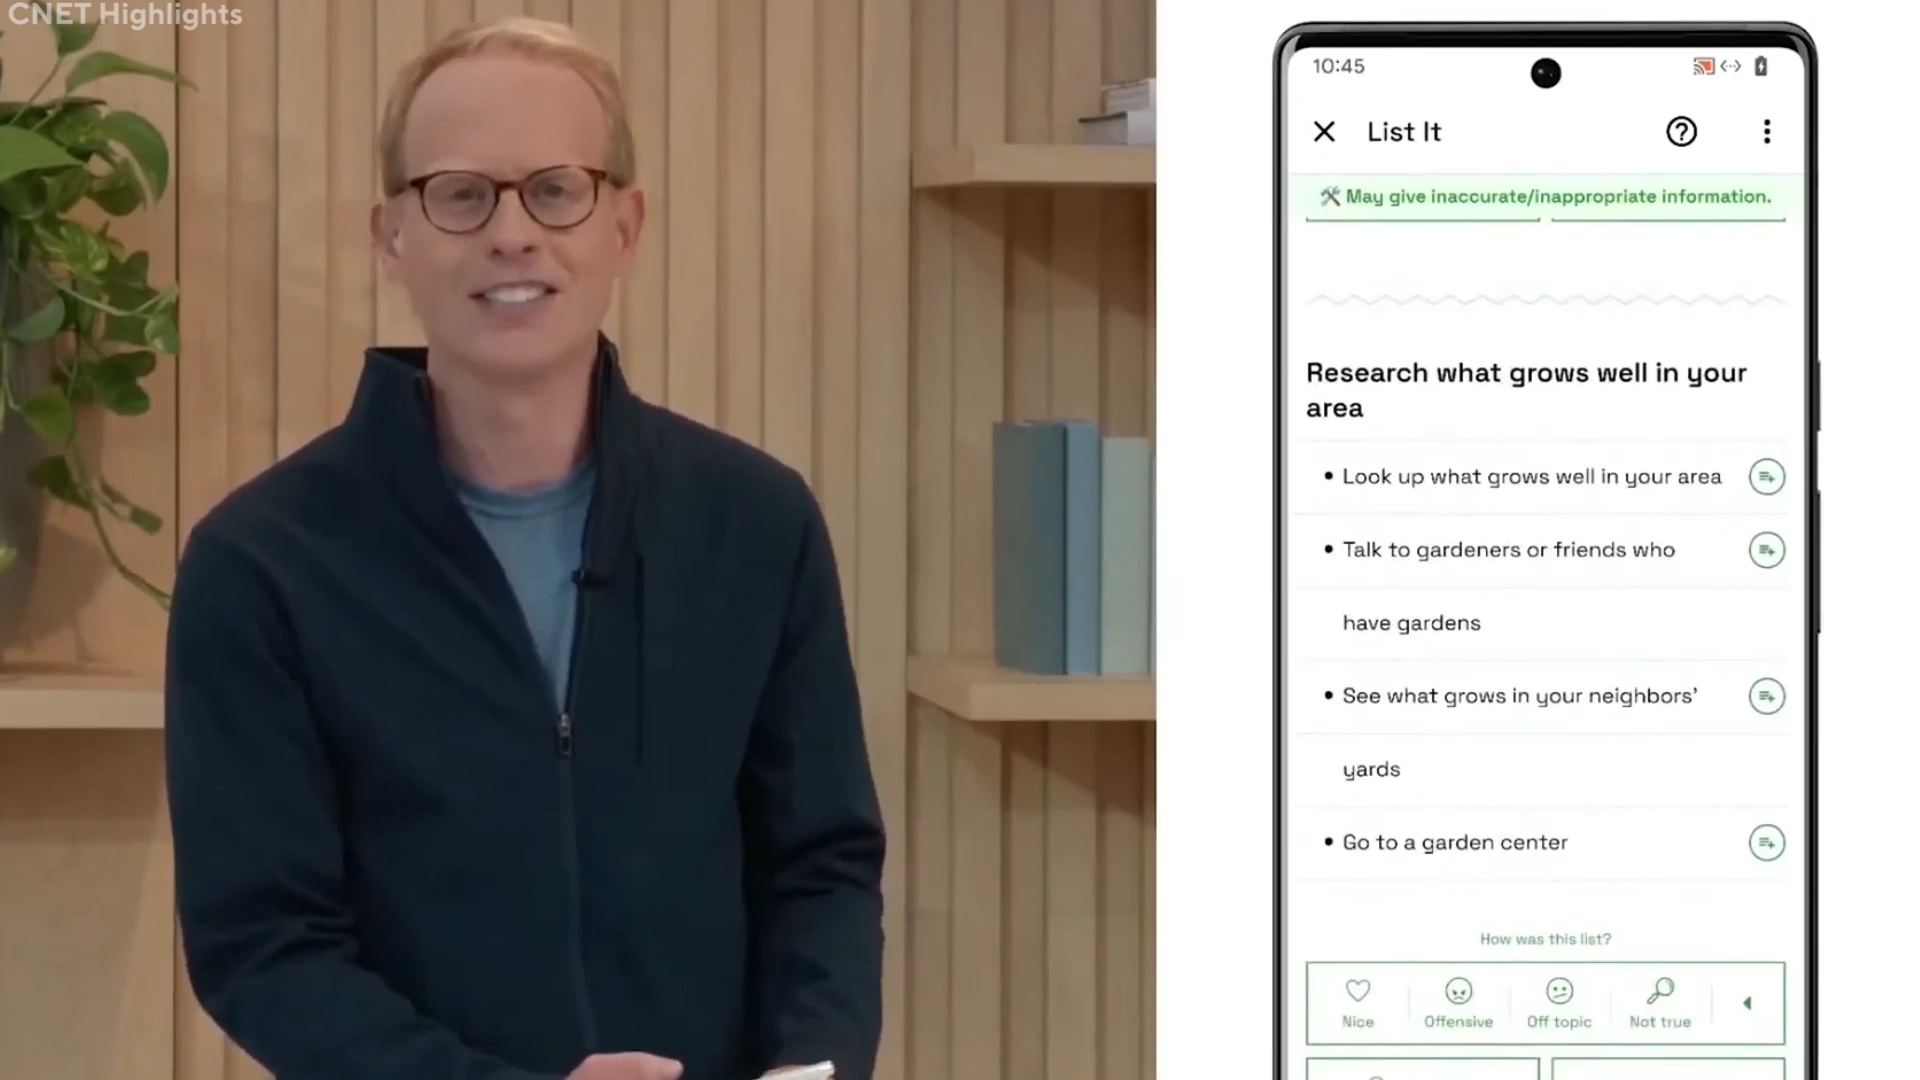 CNET Highlights
10:45
List It
May give inaccurate/inappropriate information.
Research what grows well in your
area
• Look up what grows well in your area
• Talk to gardeners or friends who
have gardens
• See what grows in your neighbors'
yards
• Go to a garden center
How was this list?
Nice
Offensive
Off topic
Not true